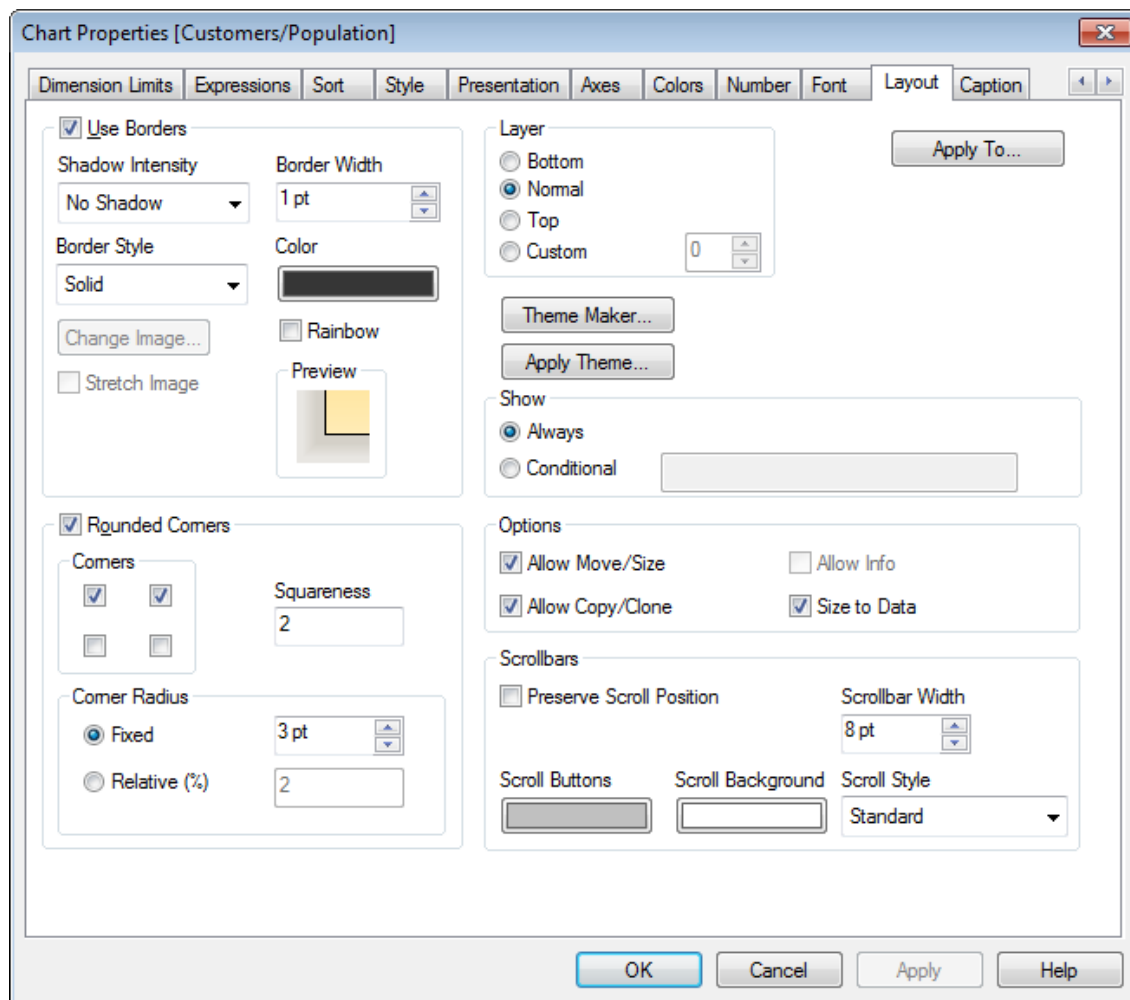 Chart Properties [Customers/Population]
Dimension Limits Expressions Sort Style Presentation Axes Colors Number Font Layout Caption
Use Borders
Shadow Intensity Border Width
No Shadow 1 pt
Border Style Color
Solid
Change Image... Rainbow
Stretch Image
Preview
Layer
Bottom
Normal
Top
Custom 0
Apply To...
Theme Maker...
Apply Theme...
Show
Always
Conditional
Rounded Corners
Corners
Squareness
2
Corner Radius
Fixed 3 pt
Relative (%) 2
Options
Allow Move/Size Allow Info
Allow Copy/Clone Size to Data
Scrollbars
Preserve Scroll Position Scrollbar Width
8 pt
Scroll Buttons Scroll Background Scroll Style
Standard
OK Cancel Apply Help